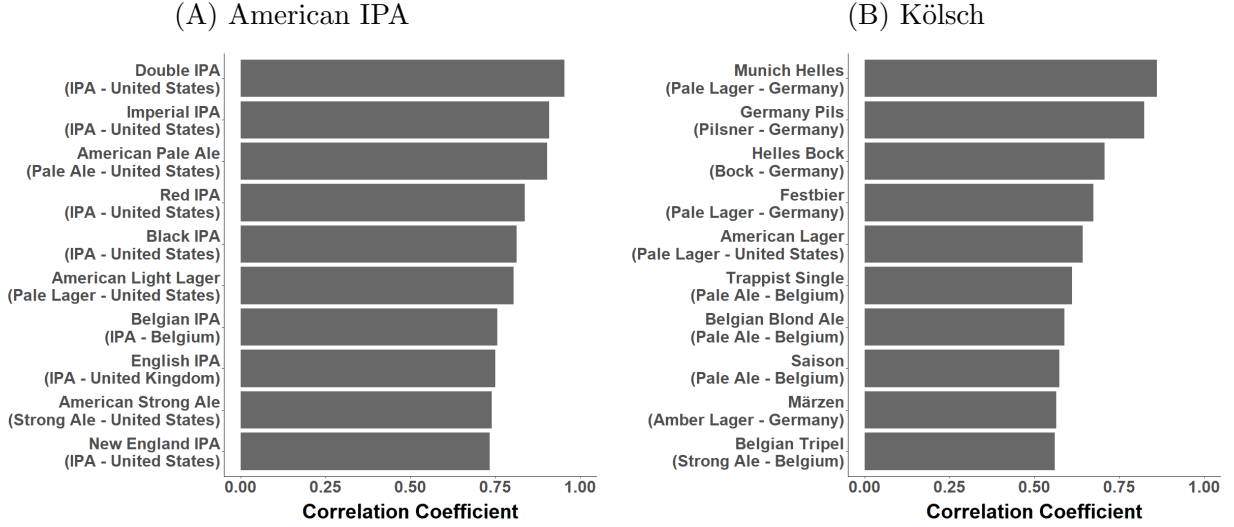 (A) American IPA
Double IPA
(IPA - United States)
Imperial IPA
(IPA - United States)
American Pale Ale
(Pale Ale - United States)
Red IPA
(IPA - United States)
Black IPA
(IPA - United States)
American Light Lager
(Pale Lager - United States)
Belgian IPA
(IPA - Belgium)
English IPA
(IPA - United Kingdom)
American Strong Ale
(Strong Ale - United States)
New England IPA
(IPA - United States)
0.00 0.25 0.50 0.75 1.00
Correlation Coefficient
(B) Kölsch
Munich Helles
(Pale Lager - Germany)
Germany Pils
(Pilsner - Germany)
Helles Bock
(Bock - Germany)
Festbier
(Pale Lager - Germany)
American Lager
(Pale Lager - United States)
Trappist Single
(Pale Ale - Belgium)
Belgian Blond Ale
(Pale Ale - Belgium)
Saison
(Pale Ale - Belgium)
Märzen
(Amber Lager - Germany)
Belgian Tripel
(Strong Ale - Belgium)
0.00 0.25 0.50 0.75 1.00
Correlation Coefficient